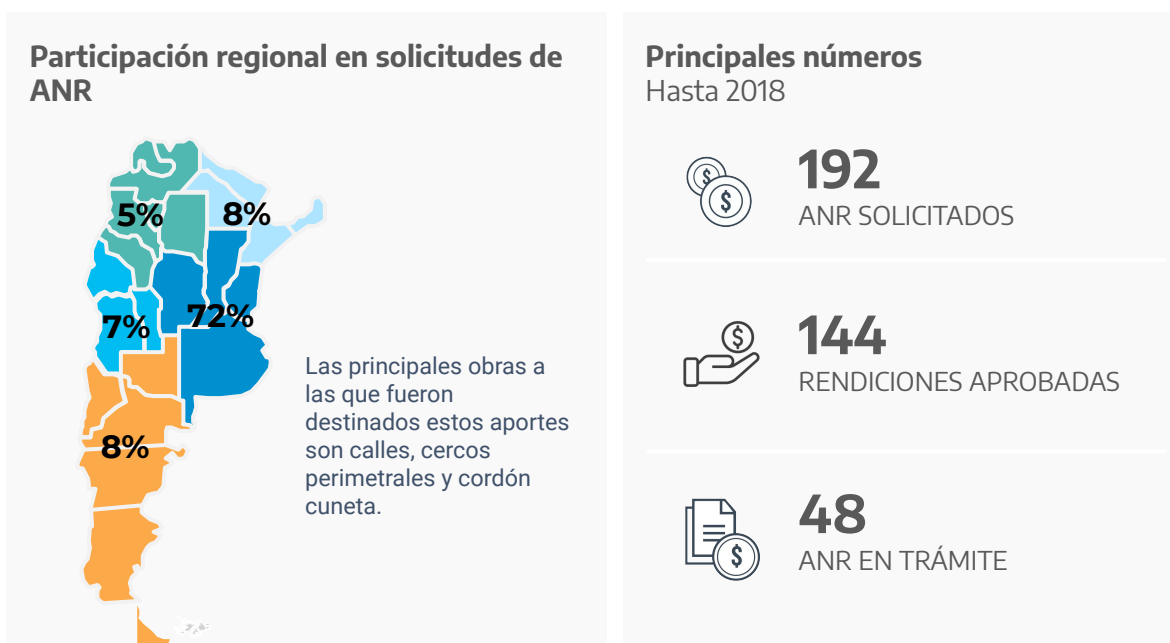 Participación regional en solicitudes de
ANR
5%
8%
72%
7%
8%
Las principales obras a
las que fueron
destinados estos aportes
son calles, cercos
perimetrales y cordón
cuneta.
Principales números
Hasta 2018
$
$
192
ANR SOLICITADOS
$
144
RENDICIONES APROBADAS
$
48
ANR EN TRÁMITE